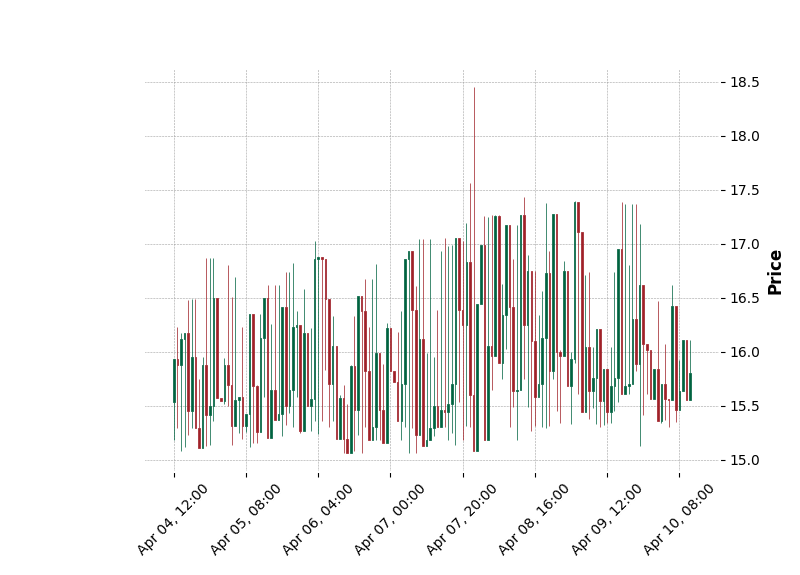 18.5
18.0
17.5
17.0
16.5
16.0
15.5
15.0
Price
Apr 04, 12:00
Apr 05, 08:00
Apr 06, 04:00
Apr 07, 00:00
Apr 07, 20:00
Apr 08, 16:00
Apr 09, 12:00
Apr 10, 08:00